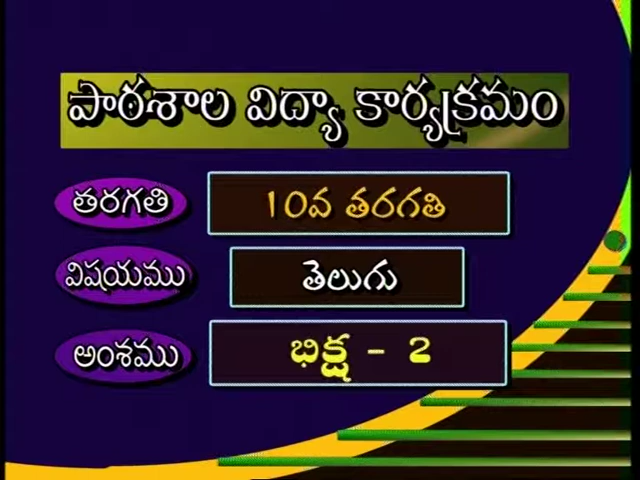 పాఠశాల విద్యా కార్యక్రమం
తరగతి 10వ తరగతి
విషయము తెలుగు
అంశము భిక్ష - 2